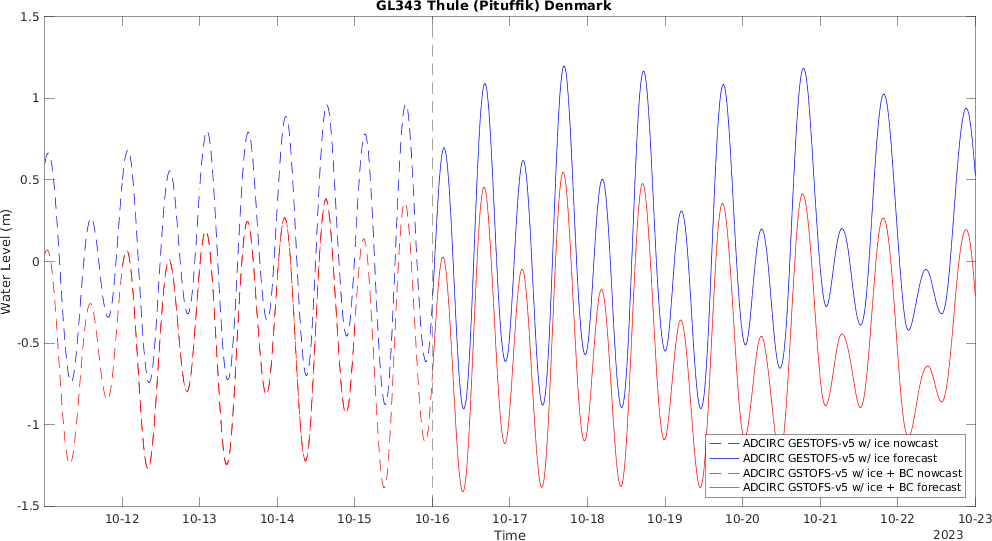 GL343 Thule (Pituffik) Denmark
1.5
1
0.5
0
-0.5
-1
-1.5
Water Level (m)
10-12 10-13 10-14 10-15 10-16 10-17 10-18 10-19 10-20 10-21 10-22 10-23
Time
2023
ADCIRC GESTOFS-v5 w/ ice nowcast
ADCIRC GESTOFS-v5 w/ ice forecast
ADCIRC GSTOFS-v5 w/ ice + BC nowcast
ADCIRC GSTOFS-v5 w/ ice + BC forecast